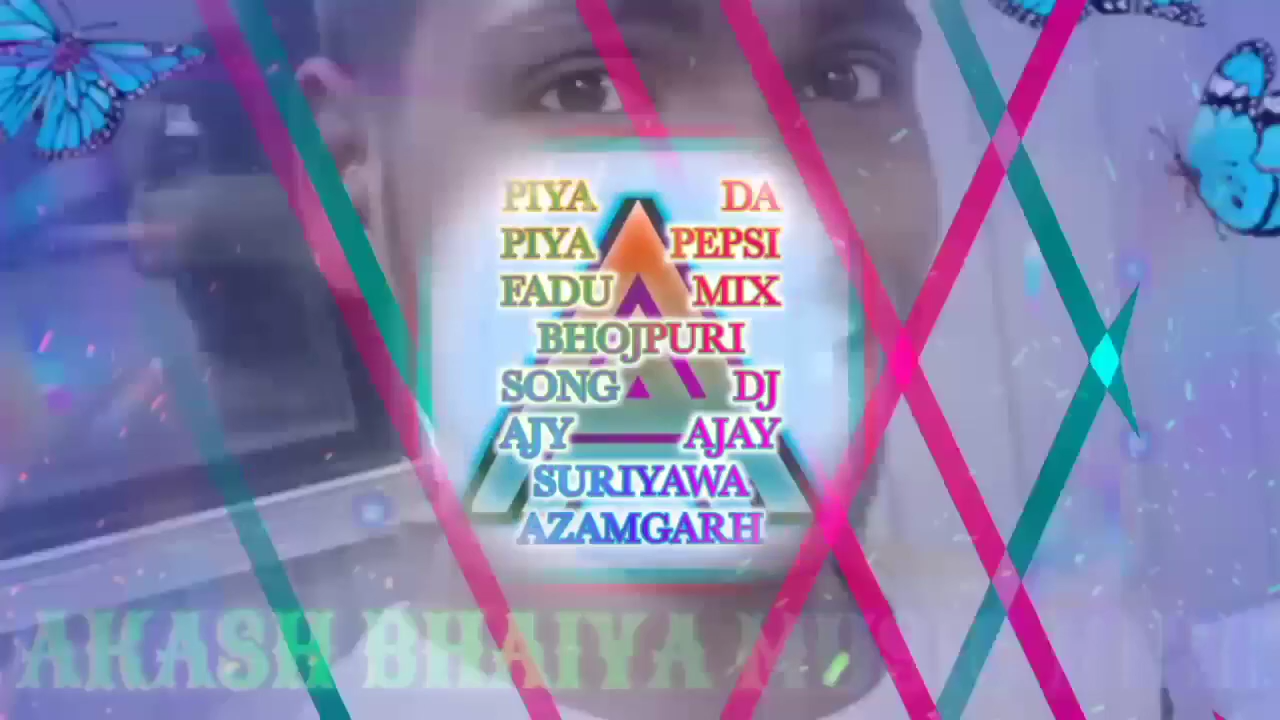 PIYA DA
PIYA PEPSI
FADU MIX
BHOJPURI
SONG DJ
AJY AJAY
SURIYAWA
AZAMGARH
AKASH BHAIYA